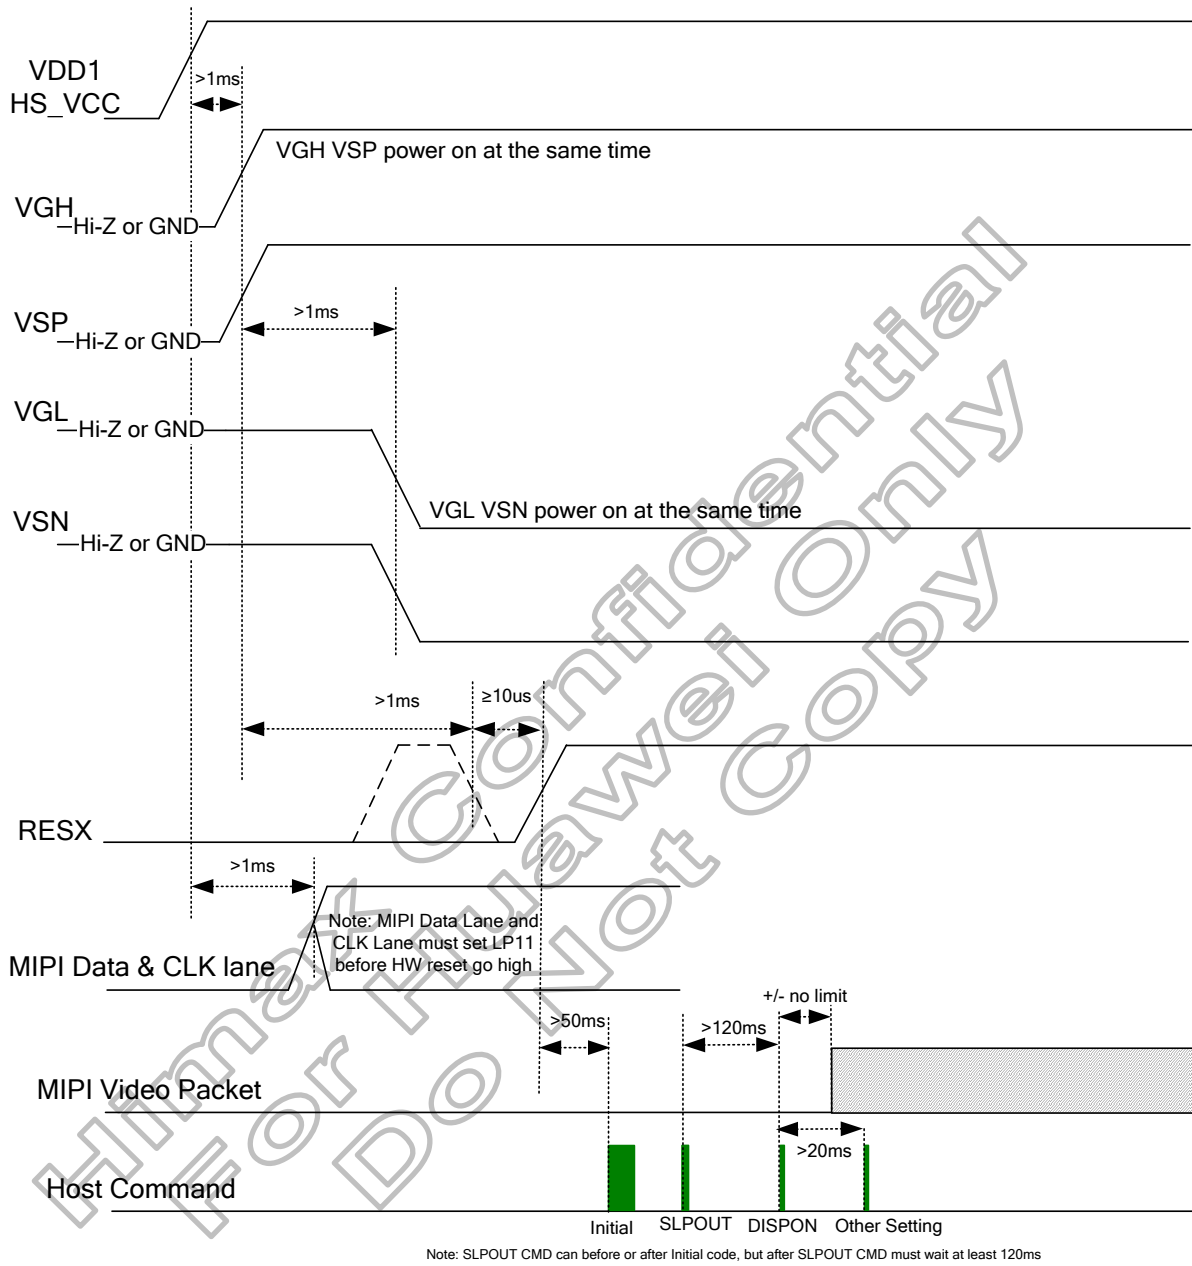 VDD1
HS_VCC
>1ms
VGH VSP power on at the same time
VGH
Hi-Z or GND
VSP
Hi-Z or GND
>1ms
VGL
Hi-Z or GND
VGL VSN power on at the same time
VSN
Hi-Z or GND
>1ms
≥10us
RESX
>1ms
Note: MIPI Data Lane and
CLK Lane must set LP11
before HW reset go high
MIPI Data & CLK lane
+/- no limit
>50ms
>120ms
MIPI Video Packet
>20ms
Host Command
Initial
SLPOUT
DISPON
Other Setting
Note: SLPOUT CMD can before or after Initial code, but after SLPOUT CMD must wait at least 120ms
Himax Confidential
For Huawei Only
Do Not Copy